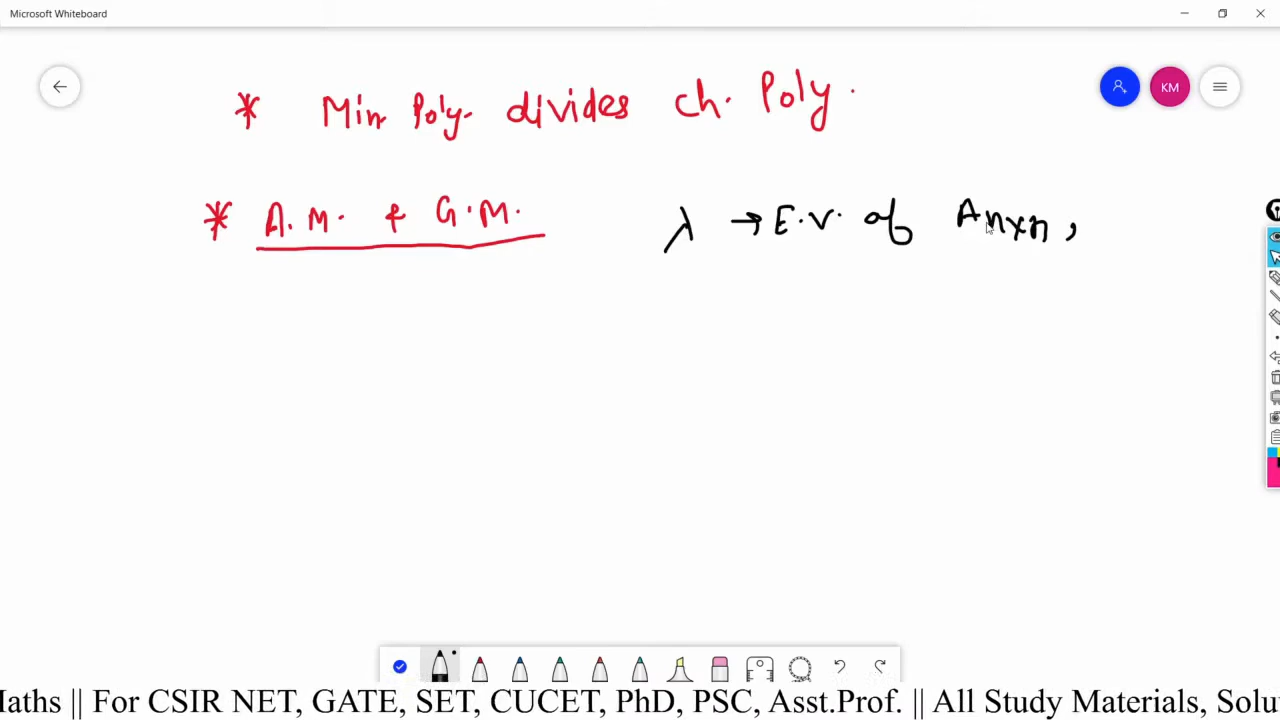 Microsoft Whiteboard
KM
* Min Poly. divides ch. Poly.
* A.M. & G.M. λ → E.V. of Anxn,
Maths || For CSIR NET, GATE, SET, CUCET, PhD, PSC, Asst.Prof. || All Study Materials, Solu